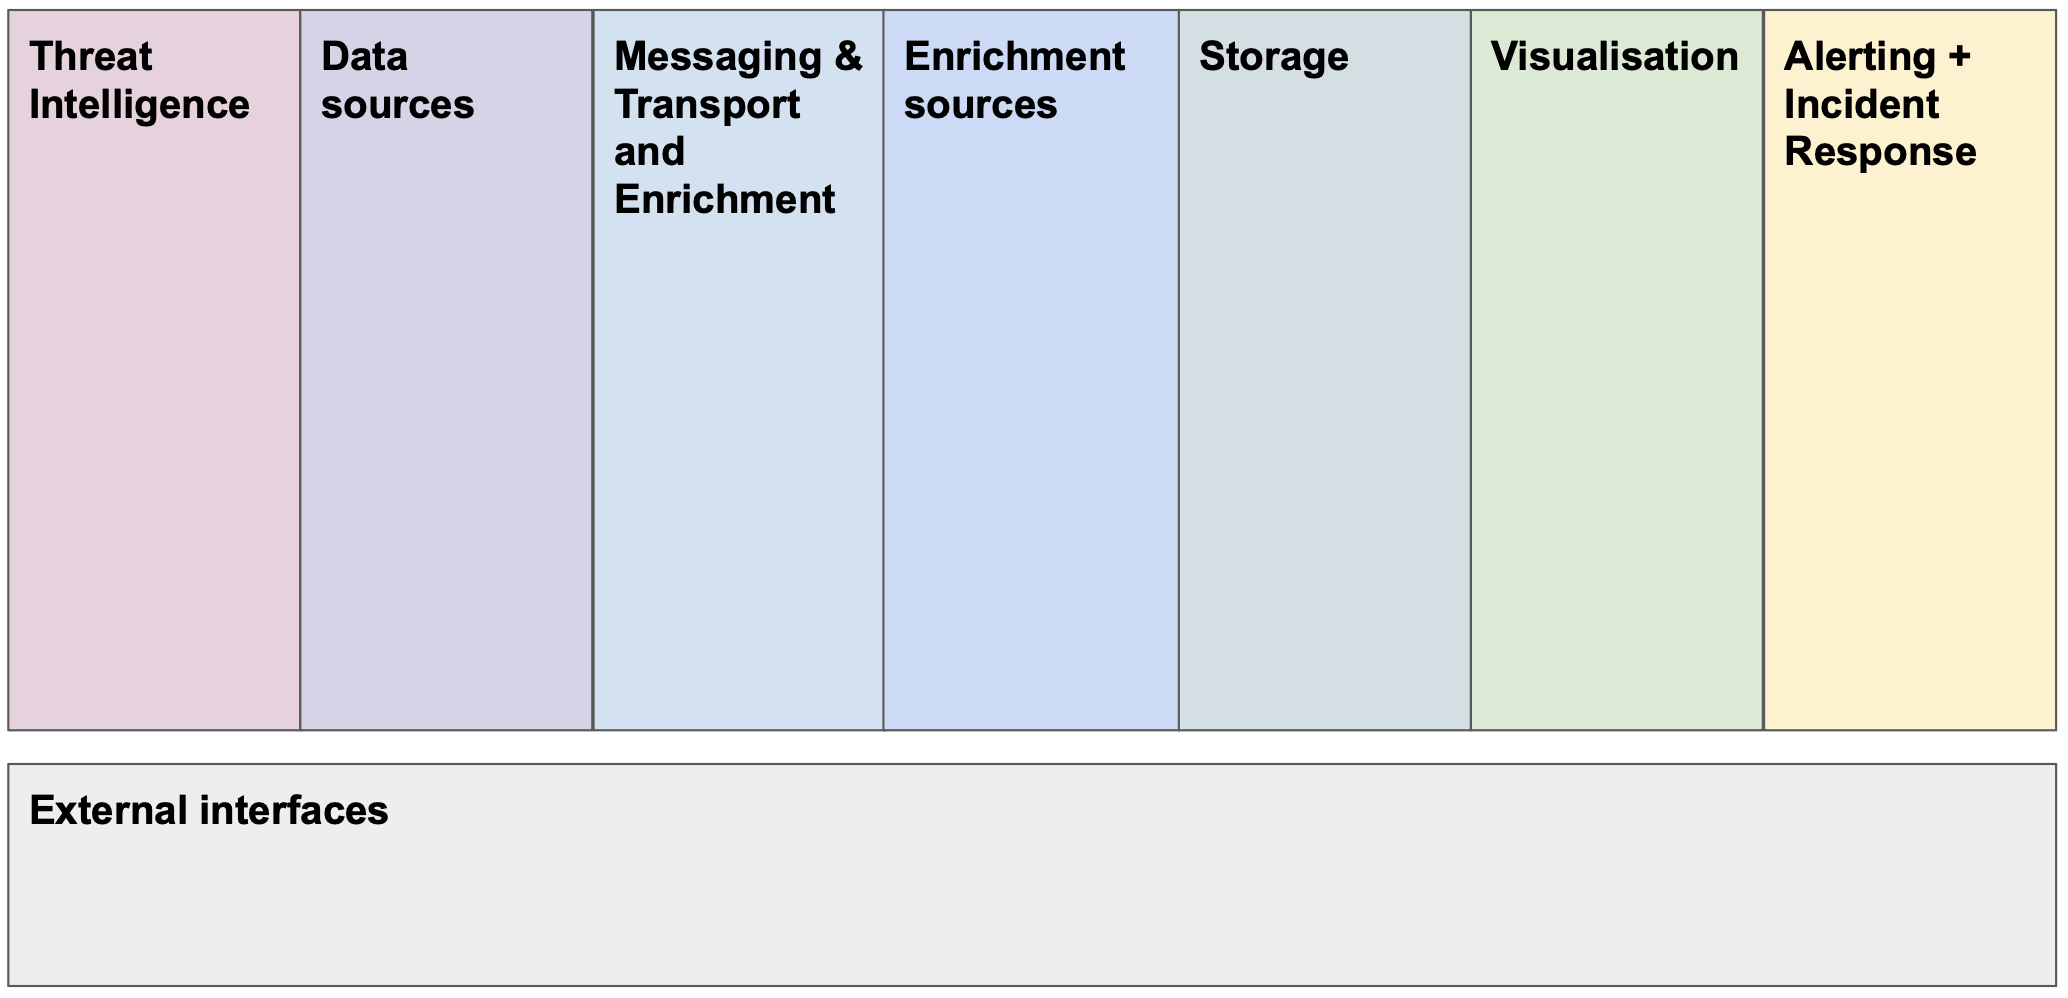 Threat
Intelligence
Data
sources
Messaging &
Transport
and
Enrichment
Enrichment
sources
Storage
Visualisation
Alerting +
Incident
Response
External interfaces